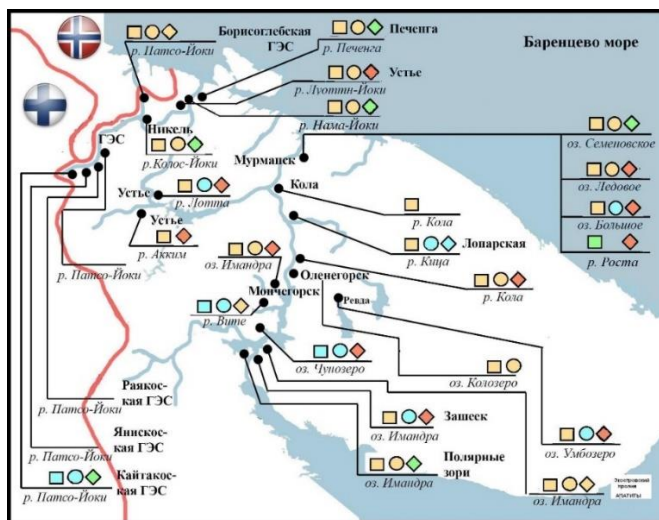 Борисоглебская
ГЭС
р. Патсо-Йоки
Печенга
р. Печенга
Устье
р. Луоттн-Йоки
р. Нама-Йоки
Баренцево море
ГЭС
Никель
р. Колос-Йоки
Мурманск
оз. Семеновское
оз. Ледовое
оз. Большое
р. Роста
Устье
р. Лотта
Кола
р. Кола
Устье
р. Акким
р. Патсо-Йоки
оз. Имандра
Лопарская
р. Кица
Оленегорск
р. Кола
Мончегорск
Ревда
р. Вите
оз. Чунозеро
оз. Колозеро
Раякос-
кая ГЭС
р. Патсо-Йоки
Янискос-
кая ГЭС
р. Патсо-Йоки
Кайтакос-
кая ГЭС
р. Патсо-Йоки
Зашеек
оз. Имандра
Полярные
зори
оз. Имандра
оз. Умбозеро
оз. Имандра
АПАТИТЫ